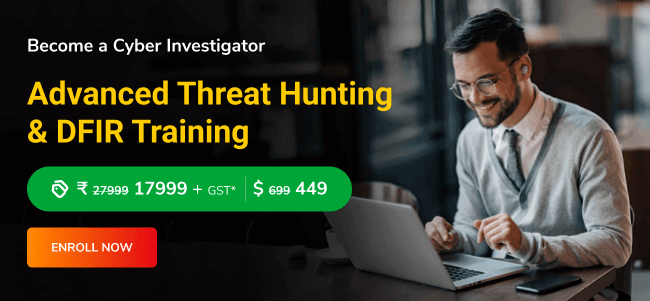 Become a Cyber Investigator
Advanced Threat Hunting
& DFIR Training
₹ 27999 17999 + GST* $ 699 449
ENROLL NOW